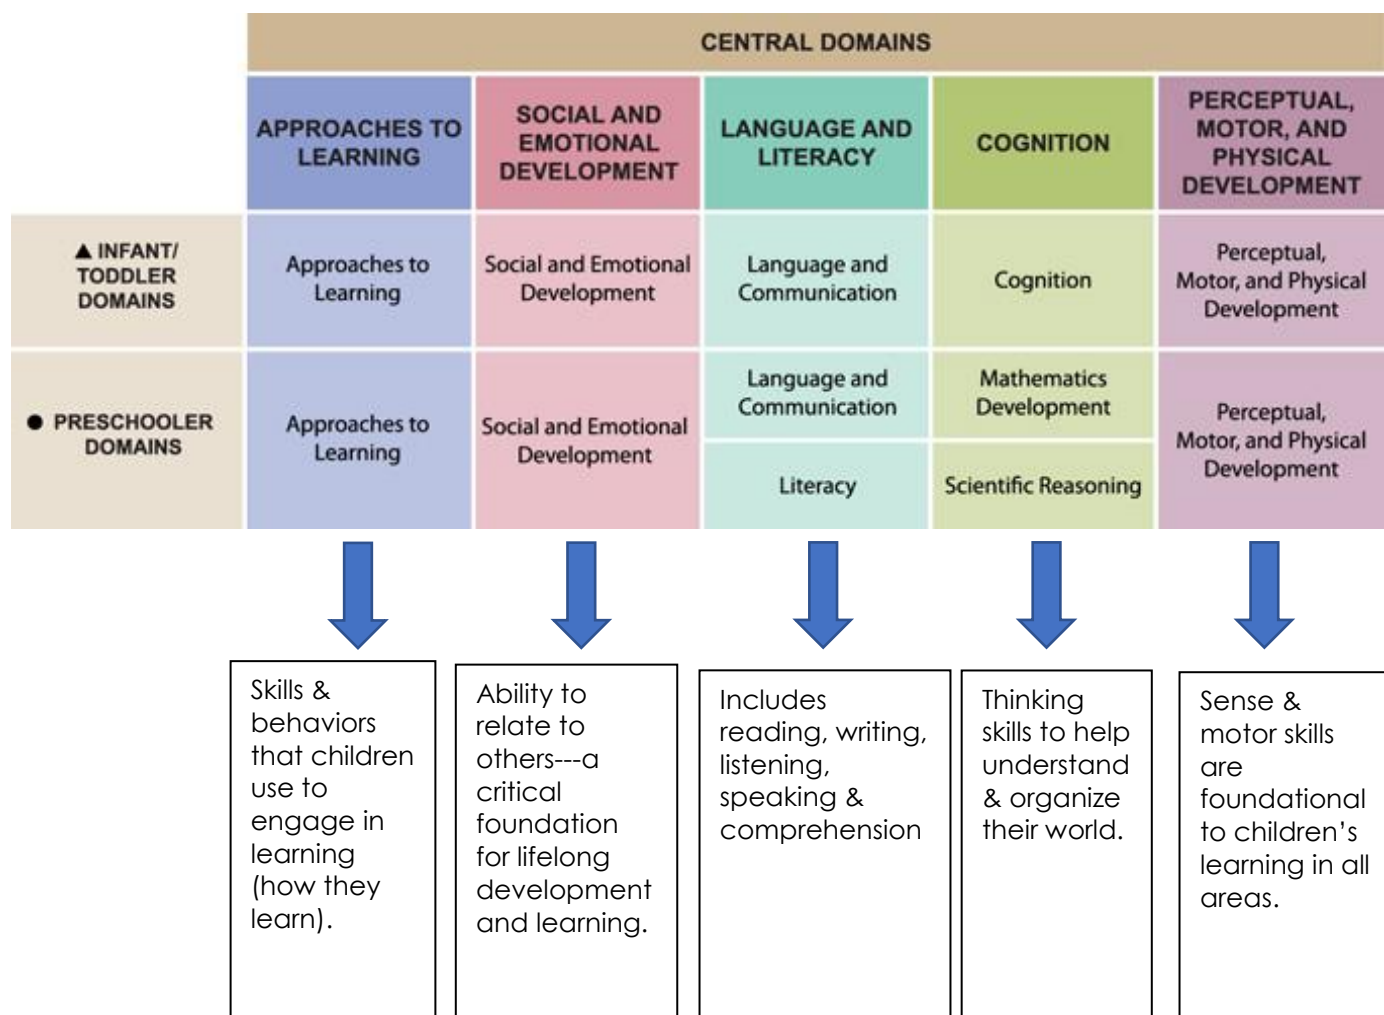 CENTRAL DOMAINS
APPROACHES TO
LEARNING
SOCIAL AND
EMOTIONAL
DEVELOPMENT
LANGUAGE AND
LITERACY
COGNITION
PERCEPTUAL,
MOTOR, AND
PHYSICAL
DEVELOPMENT
▲ INFANT/
TODDLER
DOMAINS
Approaches to
Learning
Social and Emotional
Development
Language and
Communication
Cognition
Perceptual,
Motor, and Physical
Development
● PRESCHOOLER
DOMAINS
Approaches to
Learning
Social and Emotional
Development
Language and
Communication
Literacy
Mathematics
Development
Scientific Reasoning
Perceptual,
Motor, and Physical
Development
Skills &
behaviors
that children
use to
engage in
learning
(how they
learn).
Ability to
relate to
others---a
critical
foundation
for lifelong
development
and learning.
Includes
reading, writing,
listening,
speaking &
comprehension
Thinking
skills to help
understand
& organize
their world.
Sense &
motor skills
are
foundational
to children’s
learning in all
areas.